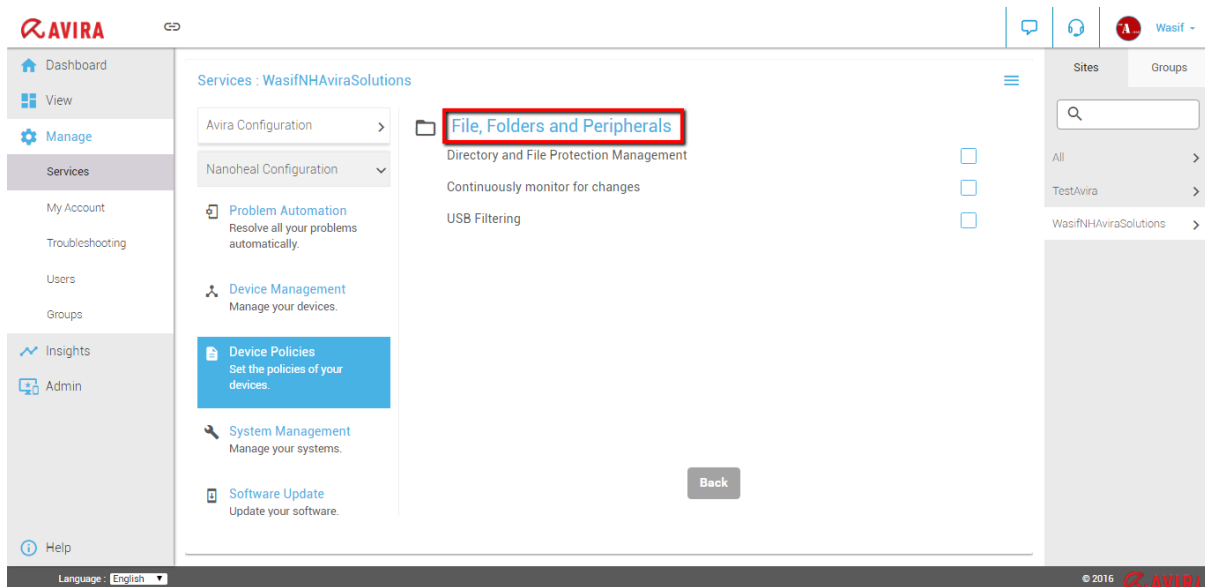 AVIRA
Wasif
Dashboard
View
Manage
Services
My Account
Troubleshooting
Users
Groups
Insights
Admin
Help
Services : WasifNHAviraSolutions
Avira Configuration
Nanoheal Configuration
Problem Automation
Resolve all your problems
automatically.
Device Management
Manage your devices.
Device Policies
Set the policies of your
devices.
System Management
Manage your systems.
Software Update
Update your software.
File, Folders and Peripherals
Directory and File Protection Management
Continuously monitor for changes
USB Filtering
Back
Sites Groups
All
TestAvira
WasifNHAviraSolutions
Language : English
© 2016 AVIRA